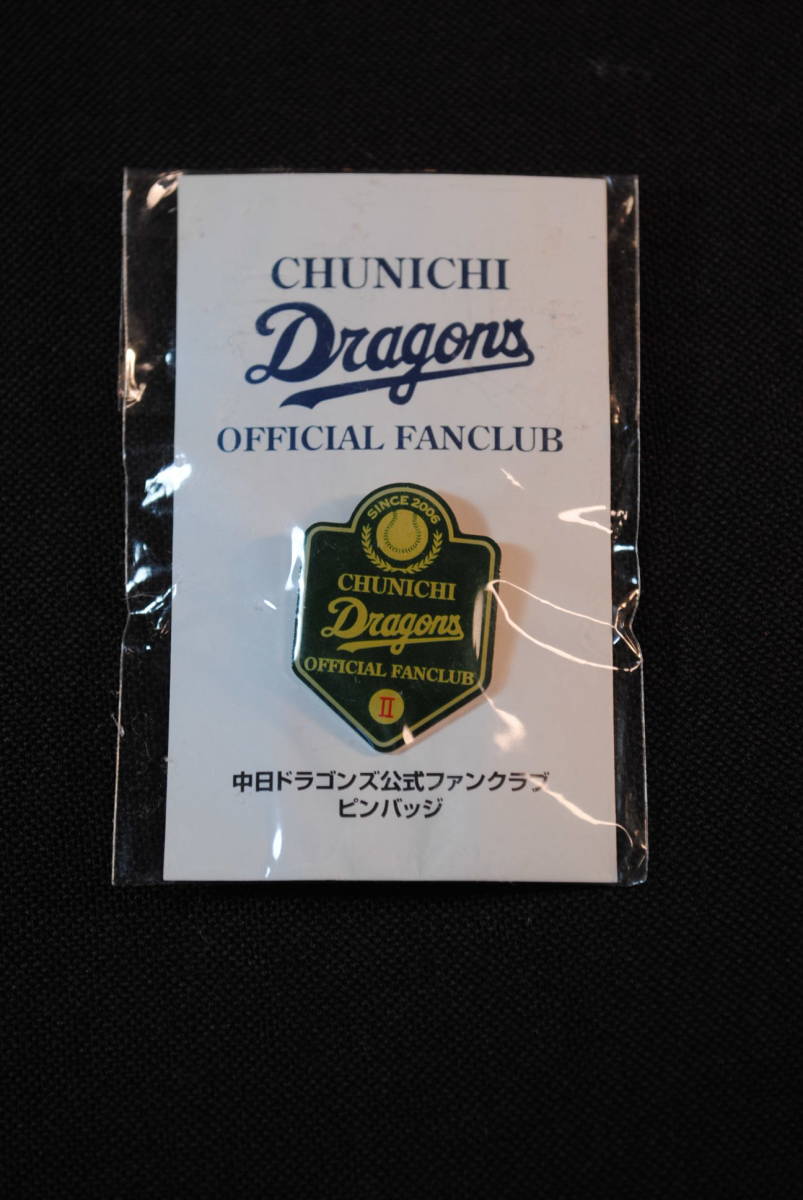 CHUNICHI
Dragons
OFFICIAL FANCLUB
SINCE 2006
CHUNICHI
Dragons
OFFICIAL FANCLUB
II
中日ドラゴンズ公式ファンクラブ
ピンバッジ